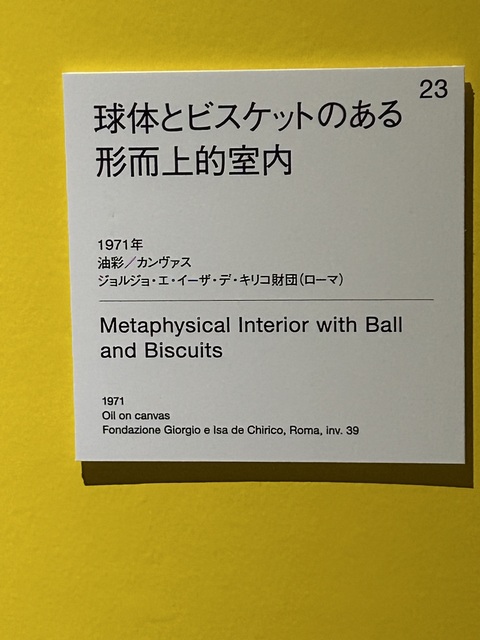 23
球体とビスケットのある
形而上的室内
1971年
油彩／カンヴァス
ジョルジョ・エ・イーザ・デ・キリコ財団（ローマ）
Metaphysical Interior with Ball
and Biscuits
1971
Oil on canvas
Fondazione Giorgio e Isa de Chirico, Roma, inv. 39